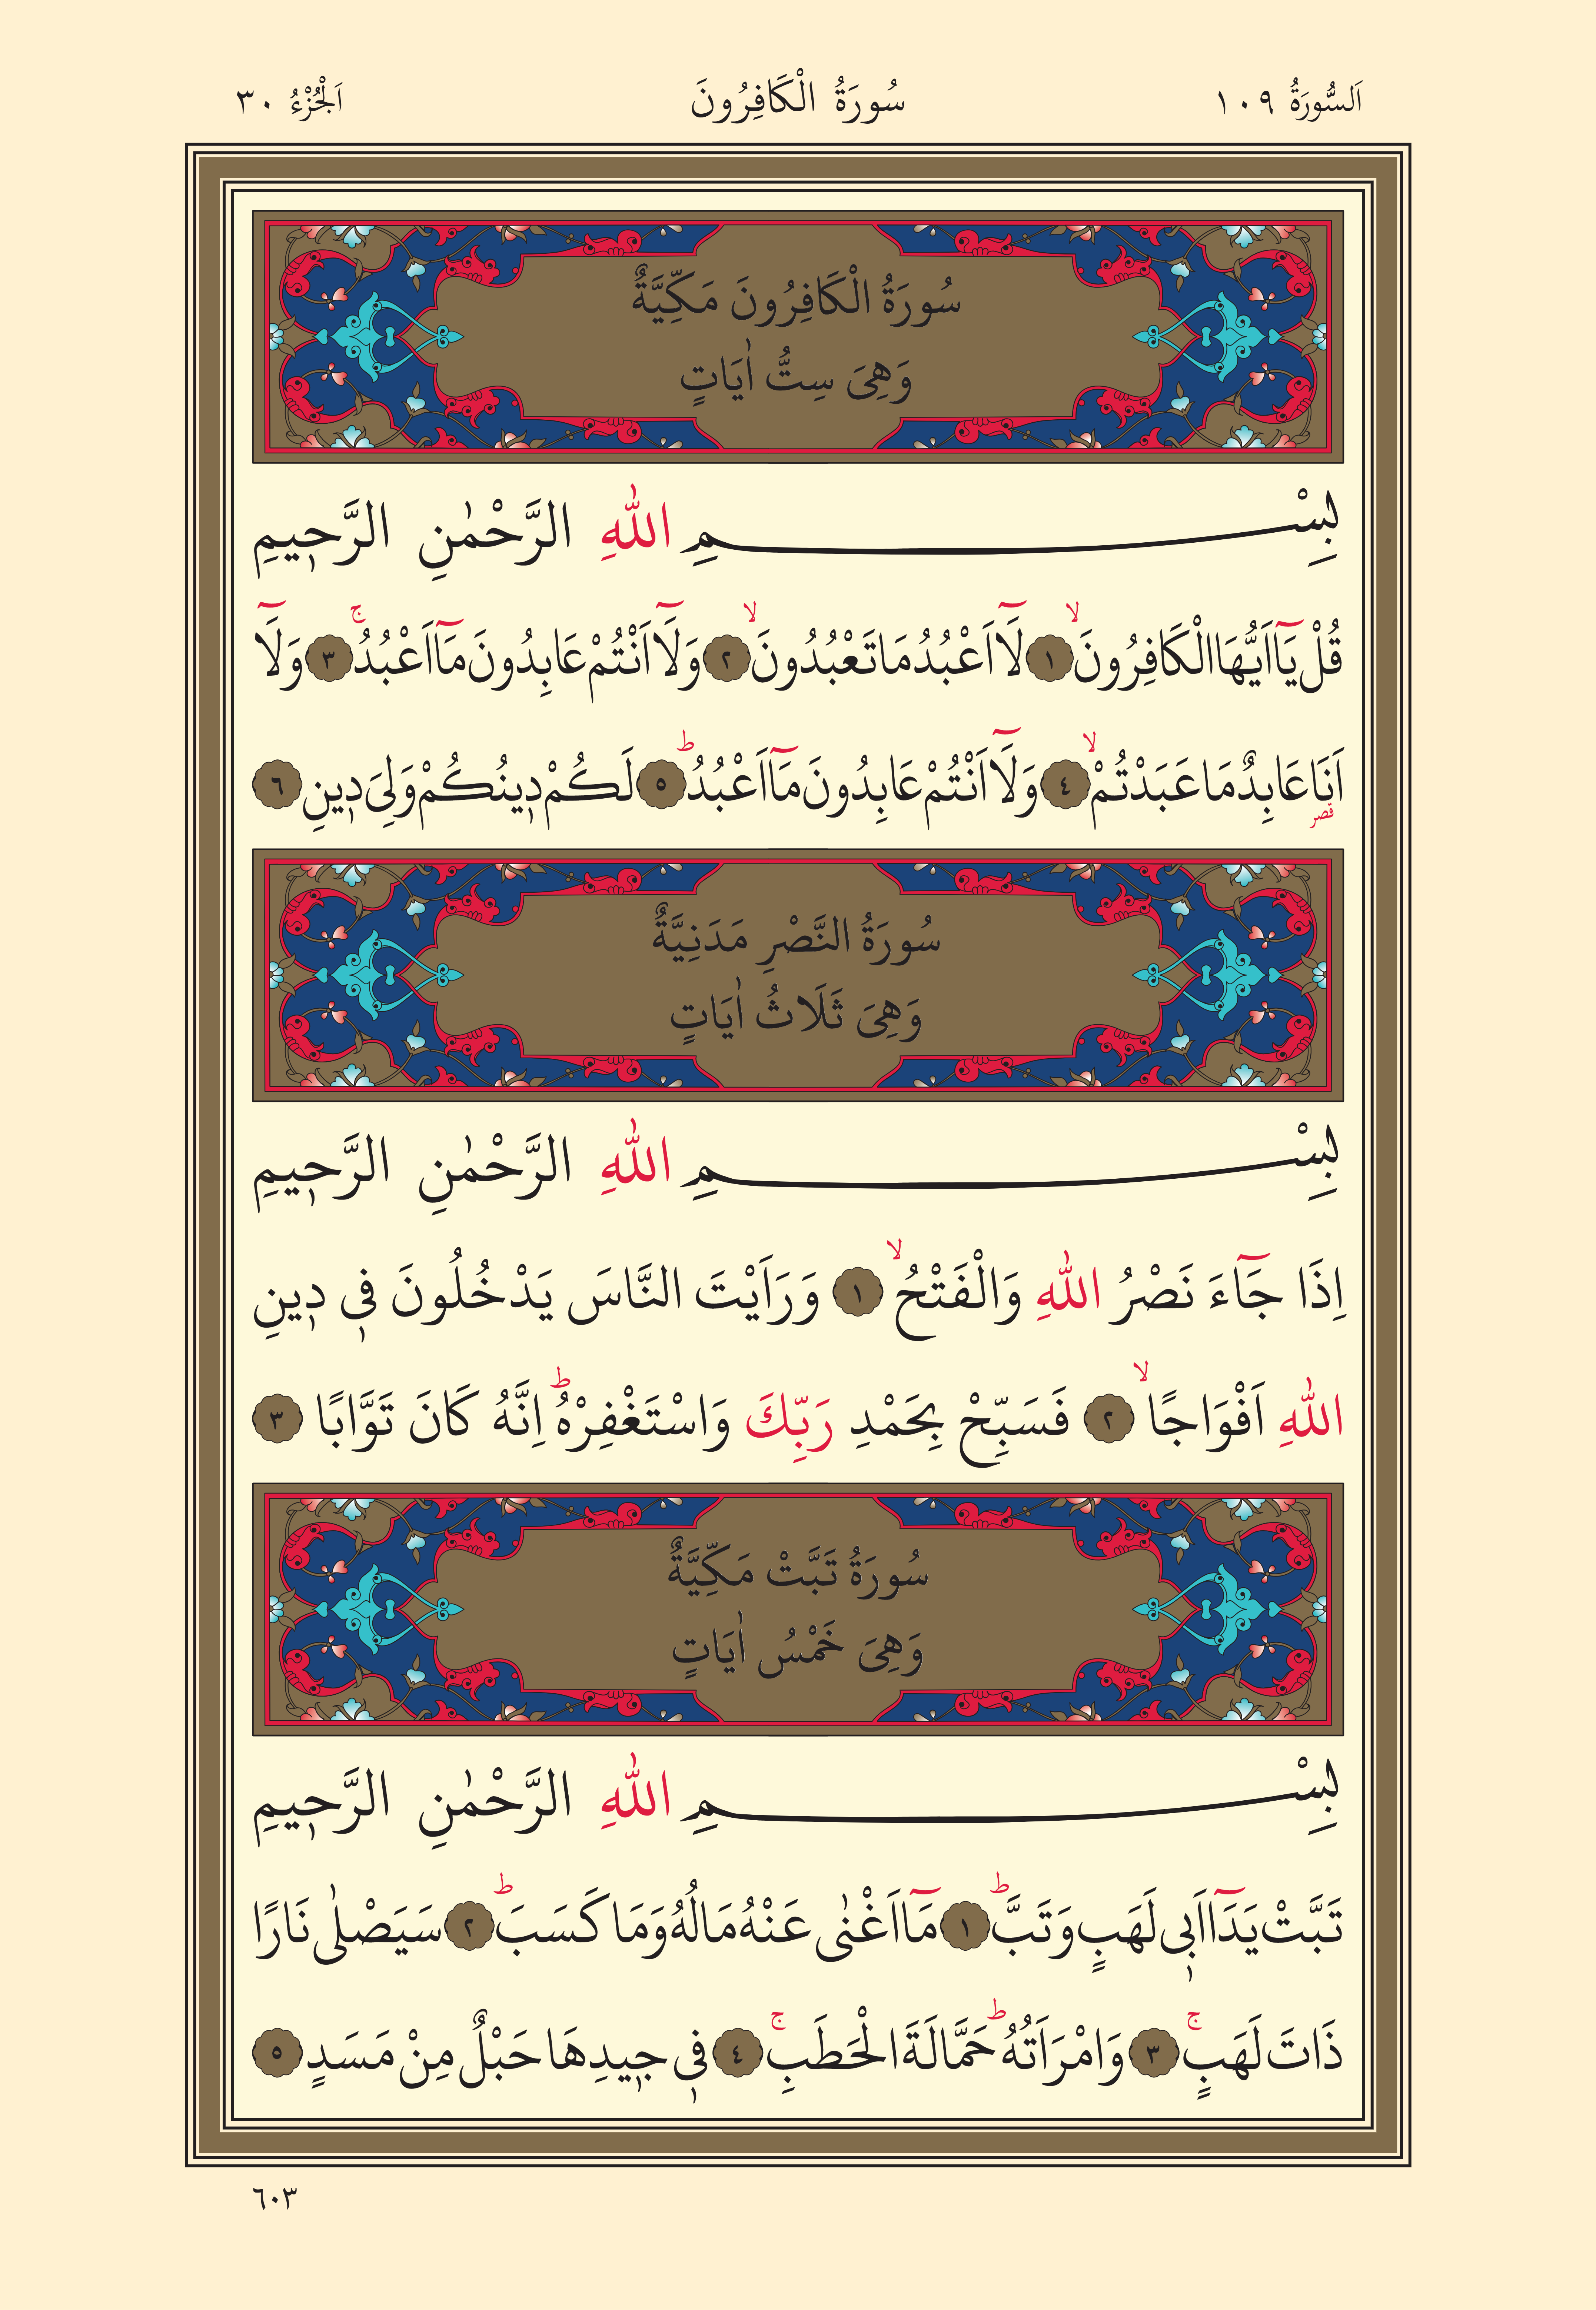 اَلسُّورَةُ ١٠٩ سُورَةُ الْكَافِرُونَ اَلْجُزْءُ ٣٠
سُورَةُ الْكَافِرُونَ مَكِّيَّةٌ
وَهِىَ سِتُّ اٰيَاتٍ
بِسْمِ اللّٰهِ الرَّحْمٰنِ الرَّح۪يمِ
قُلْ يَٓا اَيُّهَا الْكَافِرُونَۙ ١ لَٓا اَعْبُدُ مَا تَعْبُدُونَۙ ٢ وَلَٓا اَنْتُمْ عَابِدُونَ مَٓا اَعْبُدُۚ ٣ وَلَٓا
اَنَا۬ عَابِدٌ مَا عَبَدْتُمْۙ ٤ وَلَٓا اَنْتُمْ عَابِدُونَ مَٓا اَعْبُدُؕ ٥ لَكُمْ د۪ينُكُمْ وَلِىَ د۪ينِ ٦
قصر
سُورَةُ النَّصْرِ مَدَنِيَّةٌ
وَهِىَ ثَلَاثُ اٰيَاتٍ
بِسْمِ اللّٰهِ الرَّحْمٰنِ الرَّح۪يمِ
اِذَا جَٓاءَ نَصْرُ اللّٰهِ وَالْفَتْحُۙ ١ وَرَاَيْتَ النَّاسَ يَدْخُلُونَ ف۪ى د۪ينِ
اللّٰهِ اَفْوَاجًاۙ ٢ فَسَبِّحْ بِحَمْدِ رَبِّكَ وَاسْتَغْفِرْهُؕ اِنَّهُ كَانَ تَوَّابًا ٣
سُورَةُ تَبَّتْ مَكِّيَّةٌ
وَهِىَ خَمْسُ اٰيَاتٍ
بِسْمِ اللّٰهِ الرَّحْمٰنِ الرَّح۪يمِ
تَبَّتْ يَدَٓا اَب۪ى لَهَبٍ وَتَبَّؕ ١ مَٓا اَغْنٰى عَنْهُ مَالُهُ وَمَا كَسَبَؕ ٢ سَيَصْلٰى نَارًا
ذَاتَ لَهَبٍۚ ٣ وَامْرَاَتُهُؕ حَمَّالَةَ الْحَطَبِۚ ٤ ف۪ى ج۪يدِهَا حَبْلٌ مِنْ مَسَدٍ ٥
٦٠٣